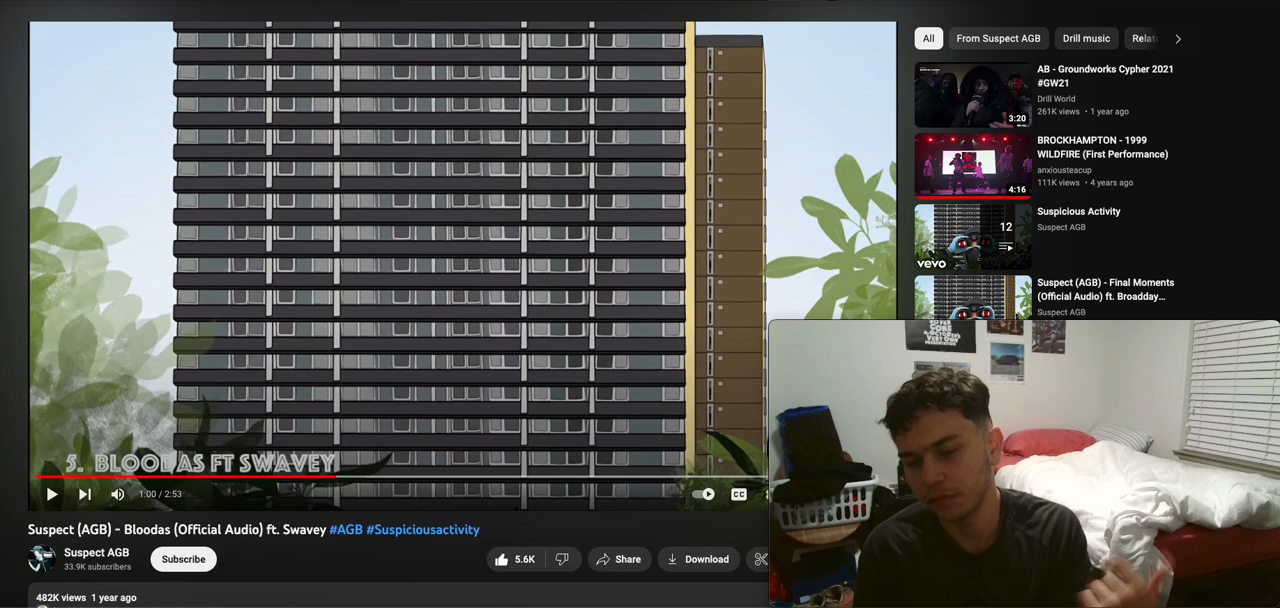 5. BLOODAS FT SWAVEY
1:00 / 2:53
CC
Suspect (AGB) - Bloodas (Official Audio) ft. Swavey #AGB #Suspiciousactivity
Suspect AGB
33.9K subscribers
Subscribe
5.6K
Share
Download
482K views 1 year ago
All
From Suspect AGB
Drill music
Relate
AB - Groundworks Cypher 2021
#GW21
Drill World
261K views • 1 year ago
3:20
BROCKHAMPTON - 1999
WILDFIRE (First Performance)
anxiousteacup
111K views • 4 years ago
4:16
Suspicious Activity
Suspect AGB
12
vevo
Suspect (AGB) - Final Moments
(Official Audio) ft. Broadday...
Suspect AGB